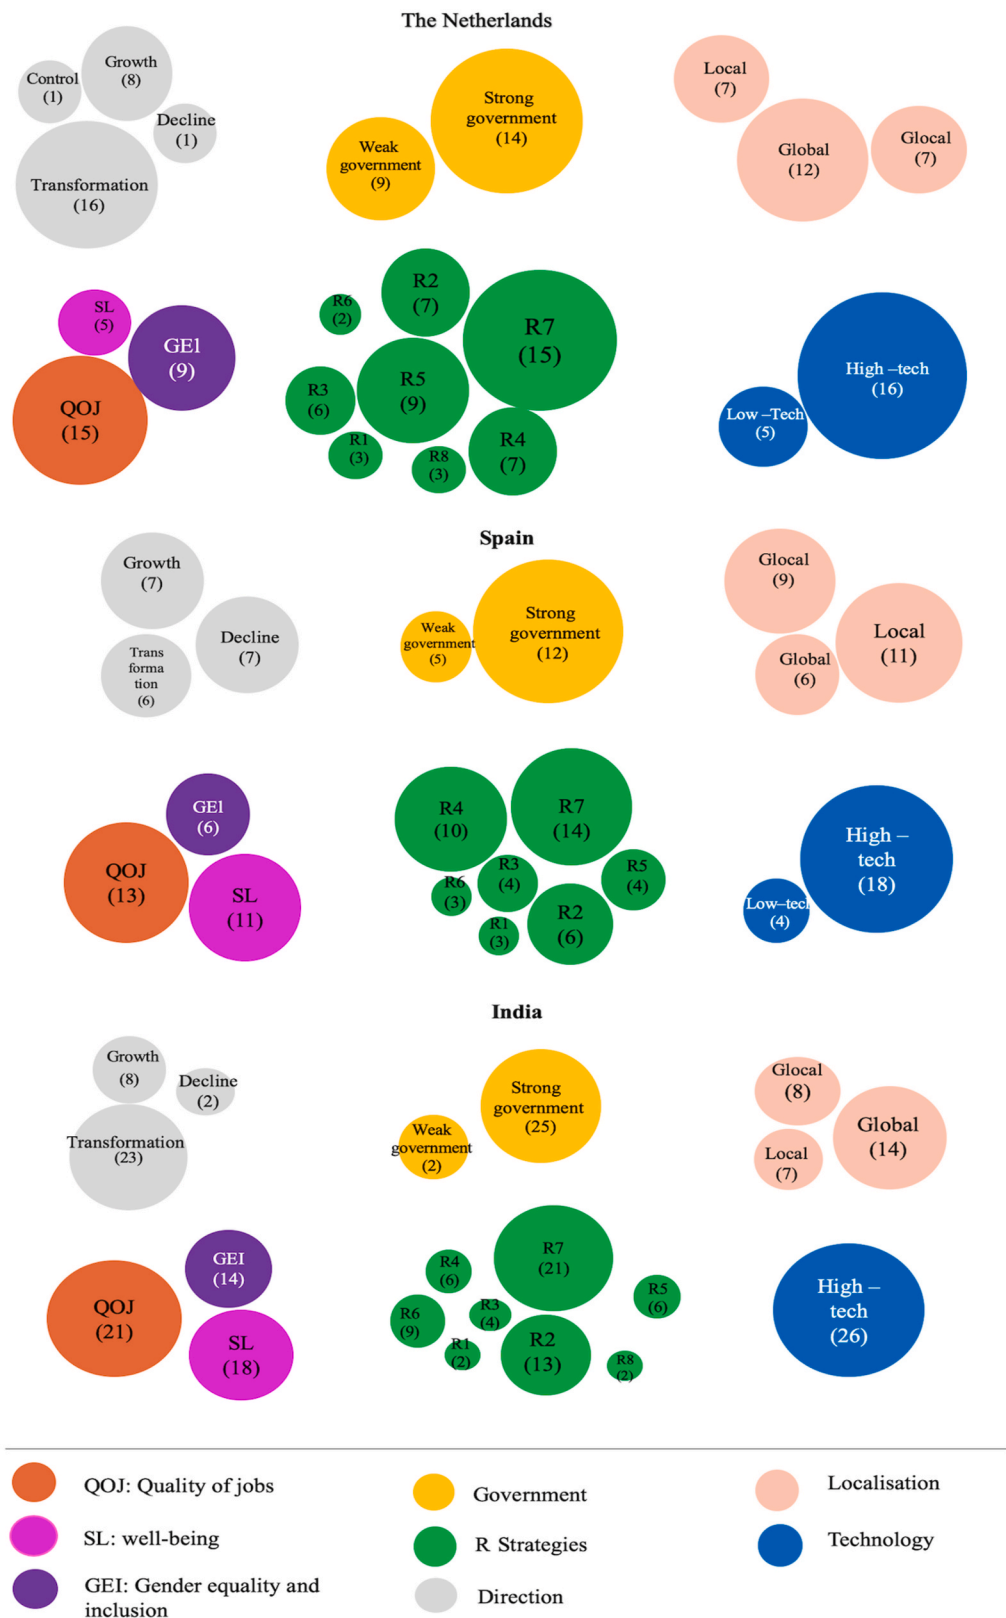 The Netherlands
Control
(1)
Growth
(8)
Decline
(1)
Transformation
(16)
Weak
government
(9)
Strong
government
(14)
Local
(7)
Global
(12)
Glocal
(7)
SL
(5)
GEl
(9)
QOJ
(15)
R6
(2)
R2
(7)
R7
(15)
R3
(6)
R5
(9)
R1
(3)
R8
(3)
R4
(7)
High –tech
(16)
Low –Tech
(5)
Spain
Growth
(7)
Decline
(7)
Trans
forma
tion
(6)
Weak
government
(5)
Strong
government
(12)
Glocal
(9)
Global
(6)
Local
(11)
GEl
(6)
QOJ
(13)
SL
(11)
R4
(10)
R7
(14)
R6
(3)
R3
(4)
R5
(4)
R1
(3)
R2
(6)
High –
tech
(18)
Low–tech
(4)
India
Growth
(8)
Decline
(2)
Transformation
(23)
Weak
government
(2)
Strong
government
(25)
Glocal
(8)
Local
(7)
Global
(14)
GEI
(14)
QOJ
(21)
SL
(18)
R4
(6)
R7
(21)
R6
(9)
R3
(4)
R5
(6)
R1
(2)
R2
(13)
R8
(2)
High –
tech
(26)
QOJ: Quality of jobs
SL: well-being
GEI: Gender equality and
inclusion
Government
R Strategies
Direction
Localisation
Technology